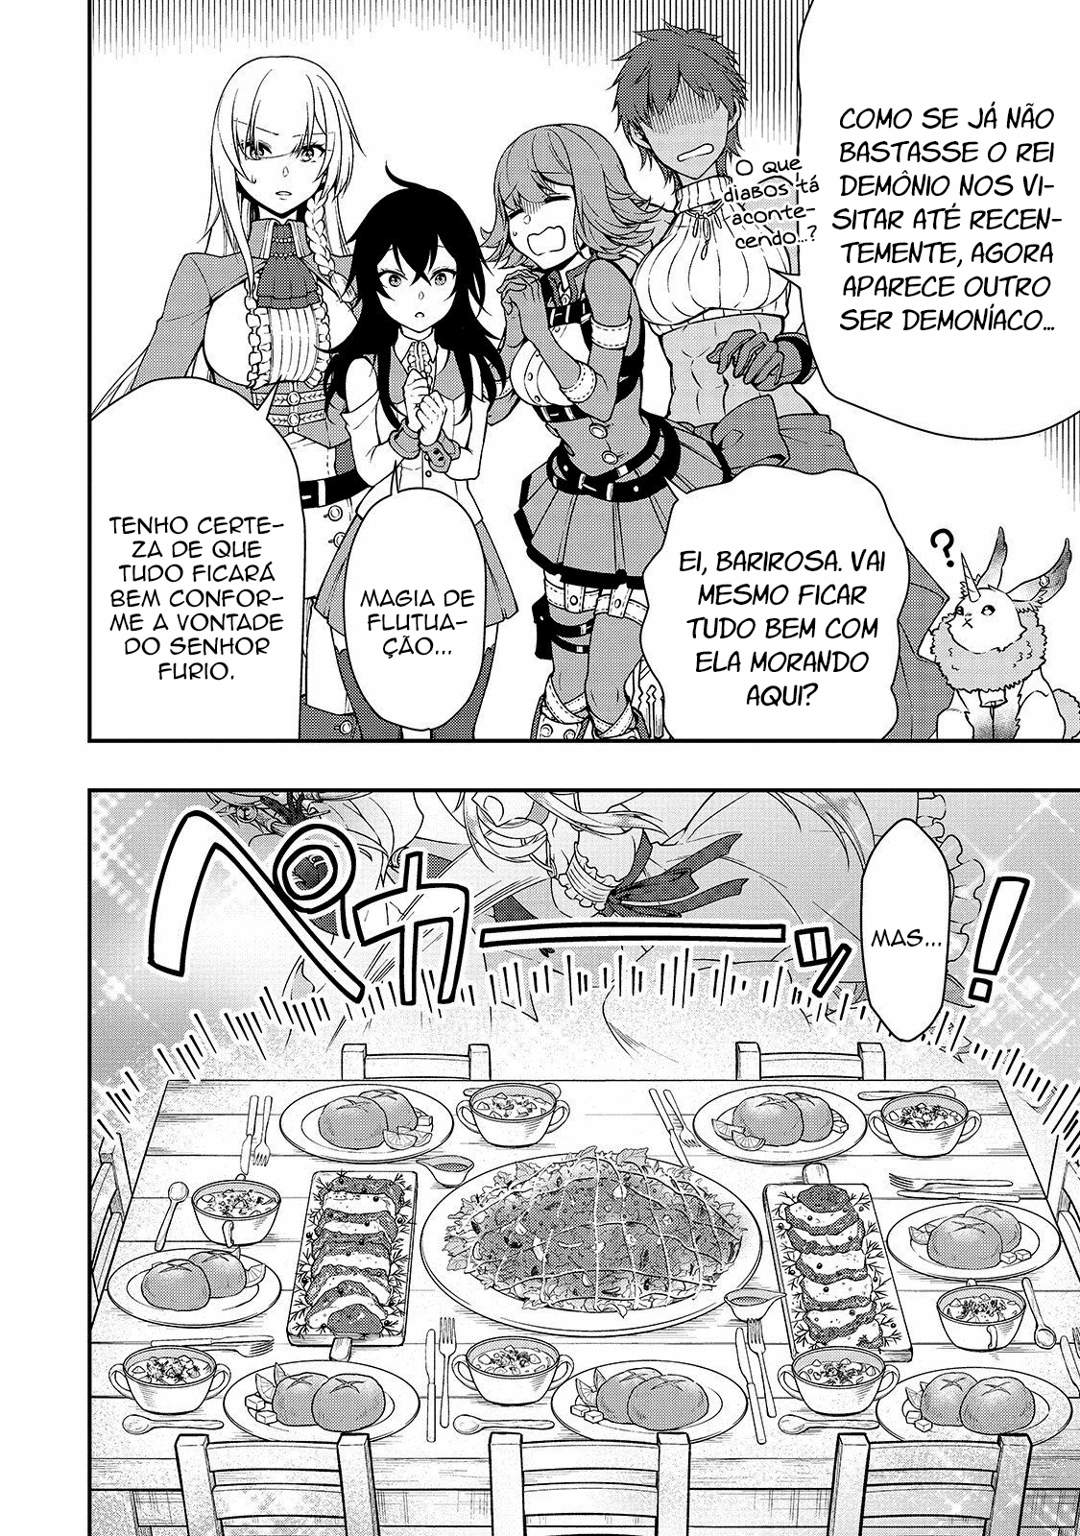 COMO SE JÁ NÃO
BASTASSE O REI
DEMÔNIO NOS VI-
SITAR ATÉ RECEN-
TEMENTE, AGORA
APARECE OUTRO
SER DEMONÍACO...
O que
diabos tá
aconte-
cendo...?
?
EI, BARIROSA. VAI
MESMO FICAR
TUDO BEM COM
ELA MORANDO
AQUI?
MAGIA DE
FLUTUA-
ÇÃO...
TENHO CERTE-
ZA DE QUE
TUDO FICARÁ
BEM CONFOR-
ME A VONTADE
DO SENHOR
FURIO.
MAS...
ペカーッ!